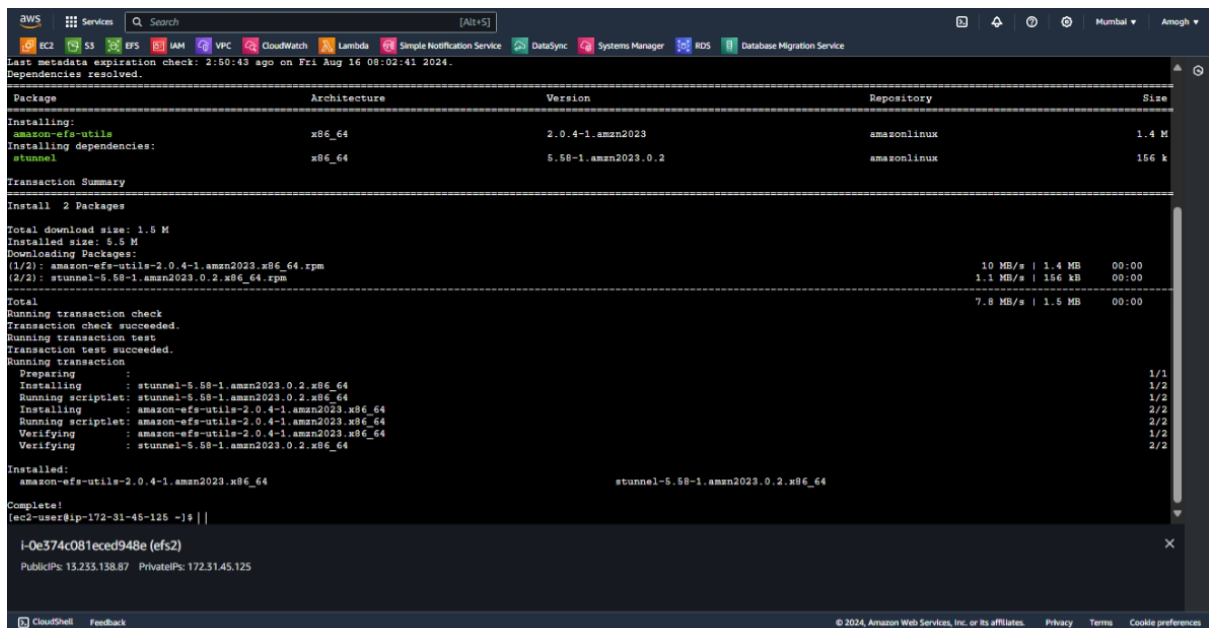 aws Services Search [Alt+S] Mumbai Amogh
EC2 S3 EFS IAM VPC CloudWatch Lambda Simple Notification Service DataSync Systems Manager RDS Database Migration Service
Last metadata expiration check: 2:50:43 ago on Fri Aug 16 08:02:41 2024.
Dependencies resolved.
Package Architecture Version Repository Size
Installing:
amazon-efs-utils x86_64 2.0.4-1.amzn2023 amazonlinux 1.4 M
Installing dependencies:
stunnel x86_64 5.58-1.amzn2023.0.2 amazonlinux 156 k
Transaction Summary
Install 2 Packages
Total download size: 1.5 M
Installed size: 5.5 M
Downloading Packages:
(1/2): amazon-efs-utils-2.0.4-1.amzn2023.x86_64.rpm 10 MB/s | 1.4 MB 00:00
(2/2): stunnel-5.58-1.amzn2023.0.2.x86_64.rpm 1.1 MB/s | 156 kB 00:00
Total 7.8 MB/s | 1.5 MB 00:00
Running transaction check
Transaction check succeeded.
Running transaction test
Transaction test succeeded.
Running transaction
Preparing : 1/1
Installing : stunnel-5.58-1.amzn2023.0.2.x86_64 1/2
Running scriptlet: stunnel-5.58-1.amzn2023.0.2.x86_64 1/2
Installing : amazon-efs-utils-2.0.4-1.amzn2023.x86_64 2/2
Running scriptlet: amazon-efs-utils-2.0.4-1.amzn2023.x86_64 2/2
Verifying : amazon-efs-utils-2.0.4-1.amzn2023.x86_64 1/2
Verifying : stunnel-5.58-1.amzn2023.0.2.x86_64 2/2
Installed:
amazon-efs-utils-2.0.4-1.amzn2023.x86_64 stunnel-5.58-1.amzn2023.0.2.x86_64
Complete!
[ec2-user@ip-172-31-45-125 ~]$
i-0e374c081eced948e (efs2)
PublicIPs: 13.233.138.87 PrivateIPs: 172.31.45.125
CloudShell Feedback © 2024, Amazon Web Services, Inc. or its affiliates. Privacy Terms Cookie preferences